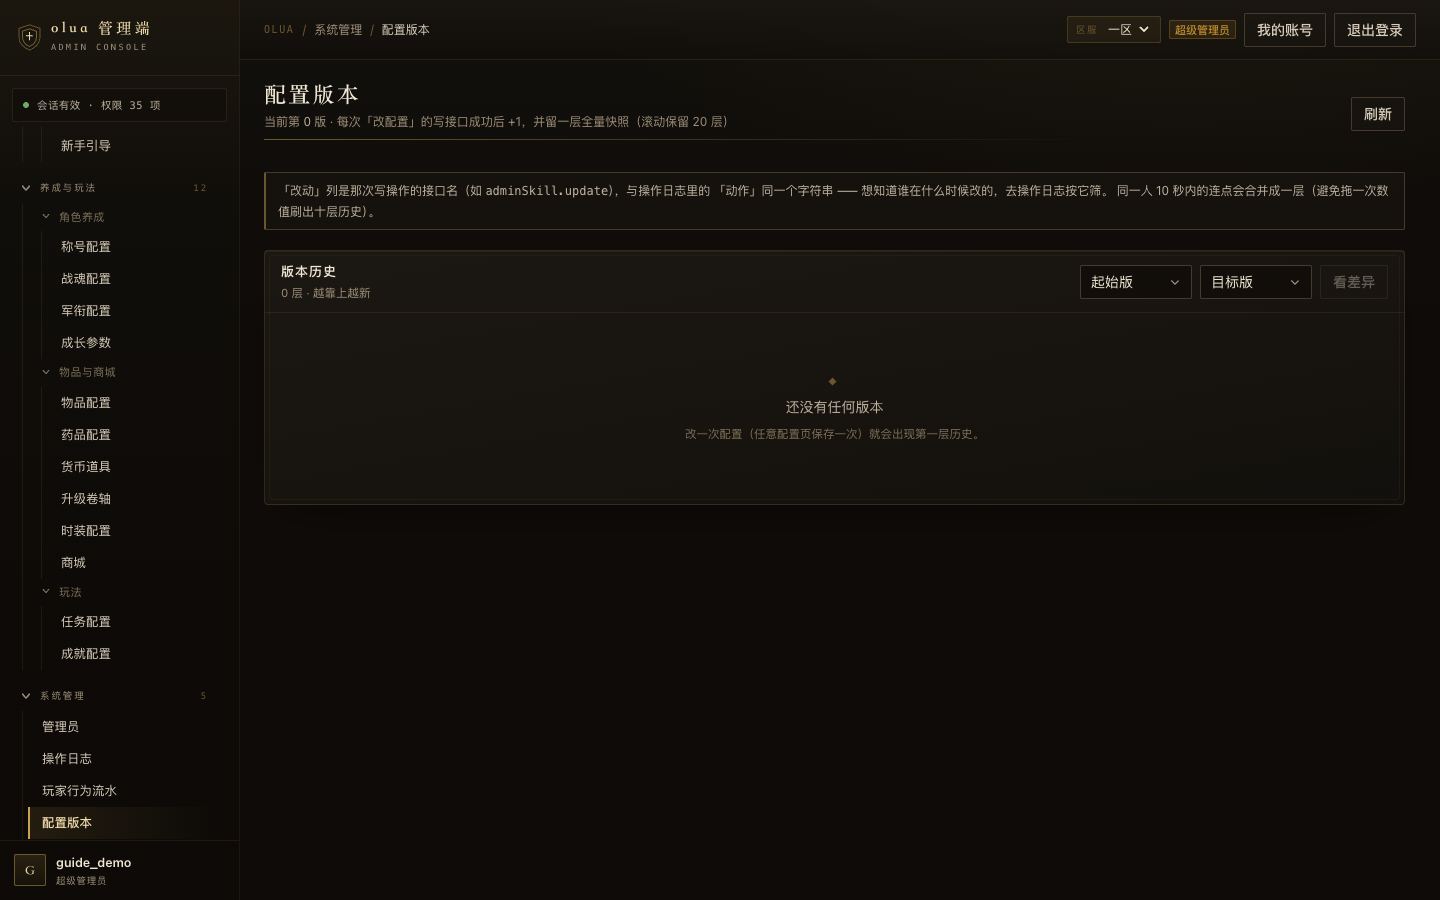 olua 管理端
ADMIN CONSOLE
会话有效 · 权限 35 项
新手引导
养成与玩法 12
角色养成
称号配置
战魂配置
军衔配置
成长参数
物品与商城
物品配置
药品配置
货币道具
升级卷轴
时装配置
商城
玩法
任务配置
成就配置
系统管理 5
管理员
操作日志
玩家行为流水
配置版本
G
guide_demo
超级管理员
OLUA / 系统管理 / 配置版本
区服 一区
超级管理员
我的账号
退出登录
配置版本
当前第 0 版 · 每次「改配置」的写接口成功后 +1，并留一层全量快照（滚动保留 20 层）
刷新
「改动」列是那次写操作的接口名（如 adminSkill.update），与操作日志里的 「动作」同一个字符串 —— 想知道谁在什么时候改的，去操作日志按它筛。 同一人 10 秒内的连点会合并成一层（避免拖一次数
值刷出十层历史）。
版本历史
0 层 · 越靠上越新
起始版
目标版
看差异
还没有任何版本
改一次配置（任意配置页保存一次）就会出现第一层历史。